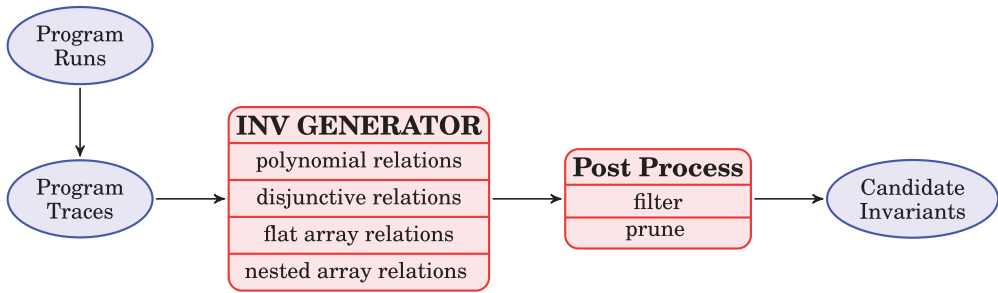 Program
Runs
Program
Traces
INV GENERATOR
polynomial relations
disjunctive relations
flat array relations
nested array relations
Post Process
filter
prune
Candidate
Invariants